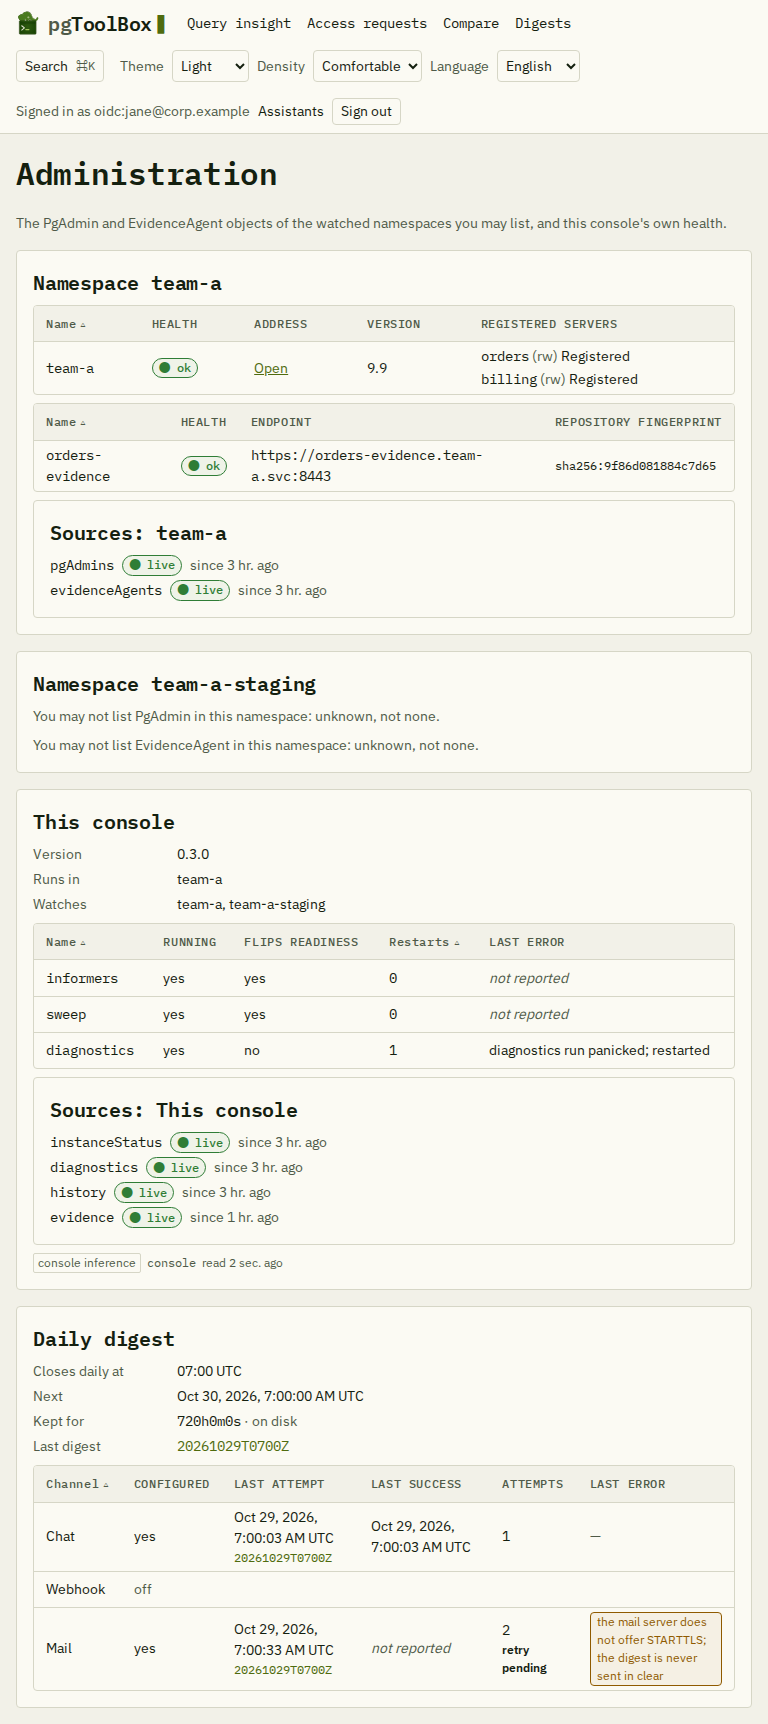 pgToolBox Query insight Access requests Compare Digests
Search ⌘K Theme Light Density Comfortable Language English
Signed in as oidc:jane@corp.example Assistants Sign out
Administration
The PgAdmin and EvidenceAgent objects of the watched namespaces you may list, and this console's own health.
Namespace team-a
Name HEALTH ADDRESS VERSION REGISTERED SERVERS
team-a ok Open 9.9 orders (rw) Registered
billing (rw) Registered
Name HEALTH ENDPOINT REPOSITORY FINGERPRINT
orders-evidence ok https://orders-evidence.team-a.svc:8443 sha256:9f86d081884c7d65
Sources: team-a
pgAdmins live since 3 hr. ago
evidenceAgents live since 3 hr. ago
Namespace team-a-staging
You may not list PgAdmin in this namespace: unknown, not none.
You may not list EvidenceAgent in this namespace: unknown, not none.
This console
Version 0.3.0
Runs in team-a
Watches team-a, team-a-staging
Name RUNNING FLIPS READINESS Restarts LAST ERROR
informers yes yes 0 not reported
sweep yes yes 0 not reported
diagnostics yes no 1 diagnostics run panicked; restarted
Sources: This console
instanceStatus live since 3 hr. ago
diagnostics live since 3 hr. ago
history live since 3 hr. ago
evidence live since 1 hr. ago
console inference console read 2 sec. ago
Daily digest
Closes daily at 07:00 UTC
Next Oct 30, 2026, 7:00:00 AM UTC
Kept for 720h0m0s · on disk
Last digest 20261029T0700Z
Channel CONFIGURED LAST ATTEMPT LAST SUCCESS ATTEMPTS LAST ERROR
Chat yes Oct 29, 2026, 7:00:03 AM UTC 20261029T0700Z Oct 29, 2026, 7:00:03 AM UTC 1 —
Webhook off
Mail yes Oct 29, 2026, 7:00:33 AM UTC 20261029T0700Z not reported 2 retry pending the mail server does not offer STARTTLS; the digest is never sent in clear